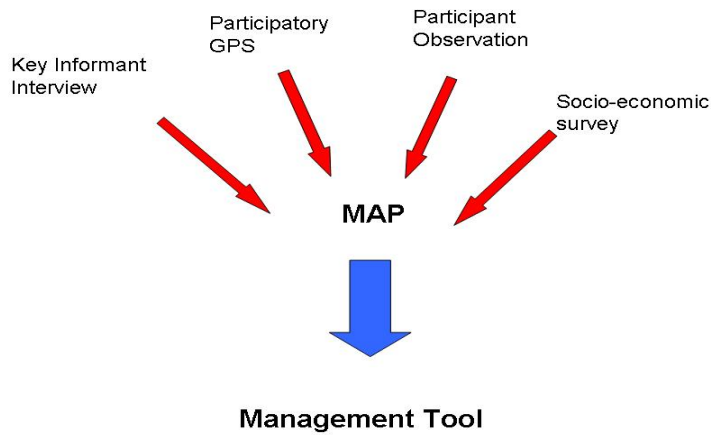 Key Informant
Interview
Participatory
GPS
Participant
Observation
Socio-economic
survey
MAP
Management Tool